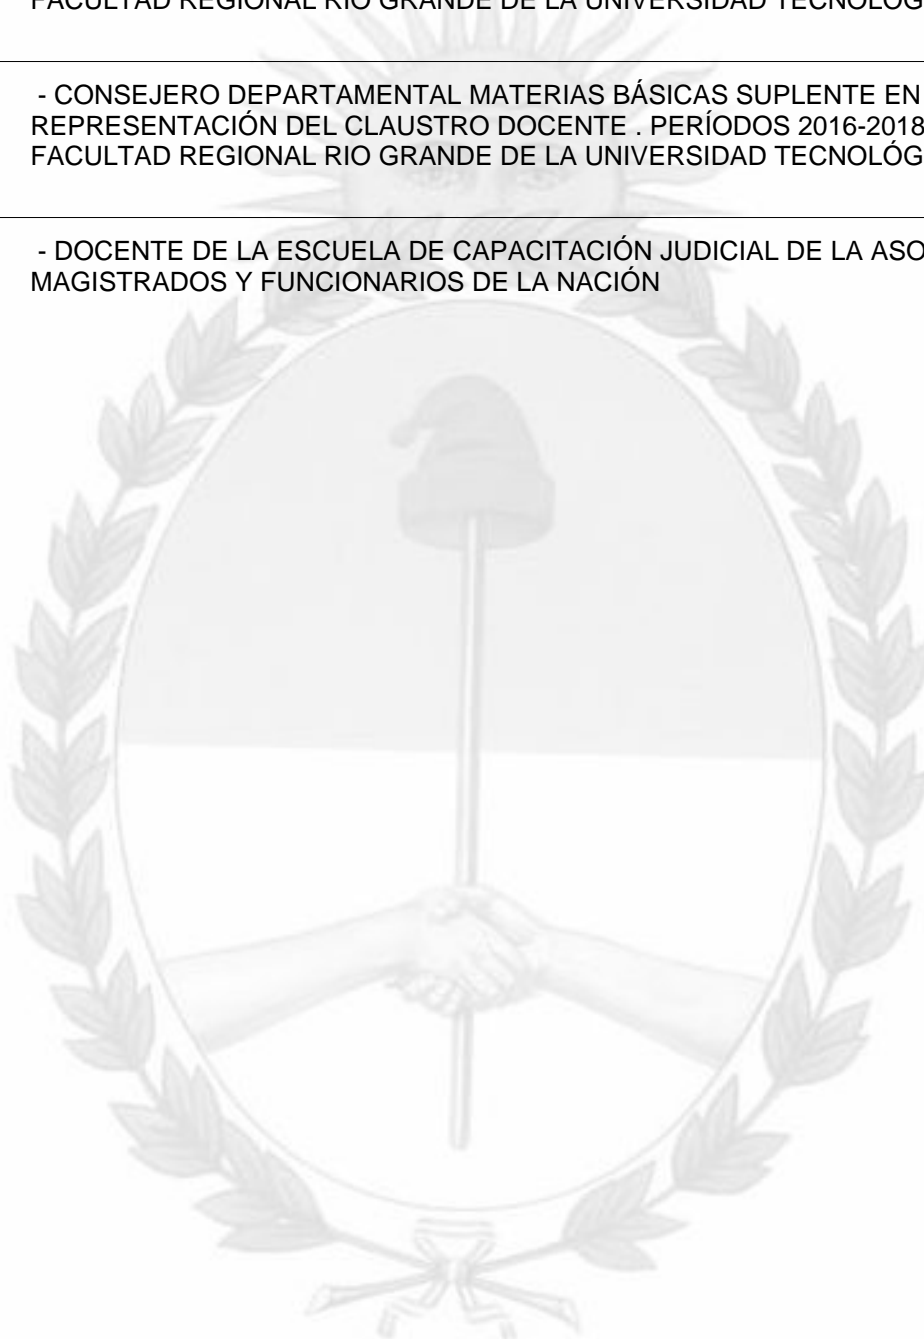 FACULTAD REGIONAL RIO GRANDE DE LA UNIVERSIDAD TECNOLÓG
- CONSEJERO DEPARTAMENTAL MATERIAS BÁSICAS SUPLENTE EN
REPRESENTACIÓN DEL CLAUSTRO DOCENTE . PERÍODOS 2016-2018
FACULTAD REGIONAL RIO GRANDE DE LA UNIVERSIDAD TECNOLÓG
- DOCENTE DE LA ESCUELA DE CAPACITACIÓN JUDICIAL DE LA ASO
MAGISTRADOS Y FUNCIONARIOS DE LA NACIÓN